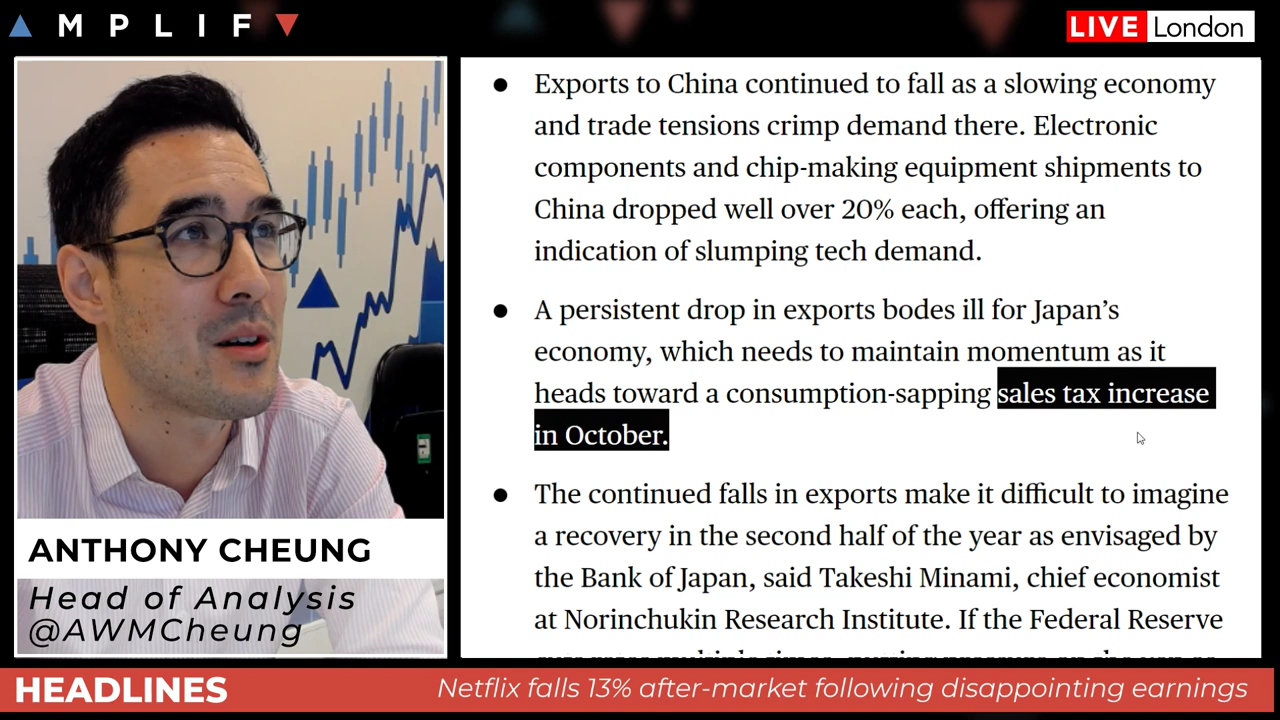 MPLIF
LIVE London
Exports to China continued to fall as a slowing economy
and trade tensions crimp demand there. Electronic
components and chip-making equipment shipments to
China dropped well over 20% each, offering an
indication of slumping tech demand.
A persistent drop in exports bodes ill for Japan’s
economy, which needs to maintain momentum as it
heads toward a consumption-sapping sales tax increase
in October.
The continued falls in exports make it difficult to imagine
a recovery in the second half of the year as envisaged by
the Bank of Japan, said Takeshi Minami, chief economist
at Norinchukin Research Institute. If the Federal Reserve
ANTHONY CHEUNG
Head of Analysis
@AWMCheung
HEADLINES
Netflix falls 13% after-market following disappointing earnings